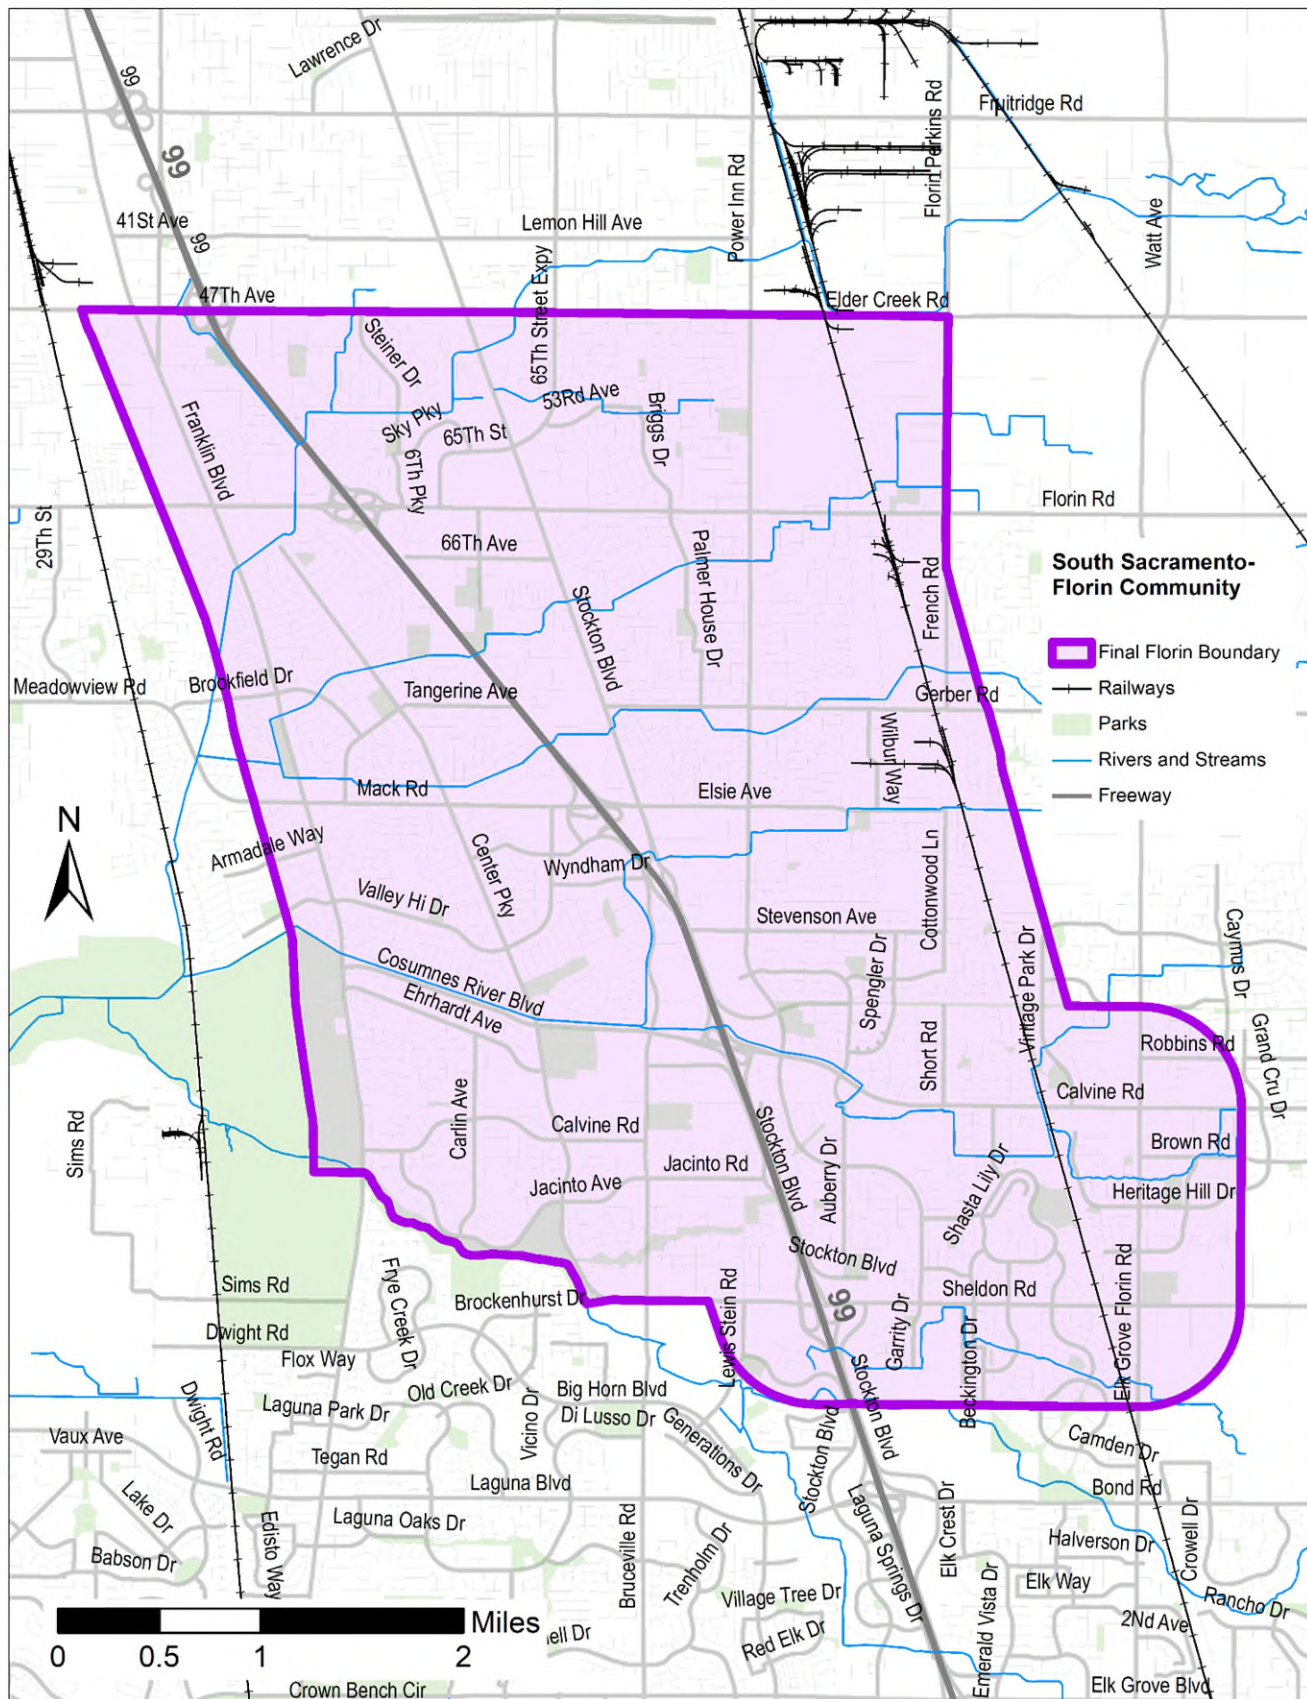 Lawrence Dr
99
Fruitridge Rd
99
Florin Perkins Rd
Power Inn Rd
41St Ave
99
Lemon Hill Ave
Watt Ave
47Th Ave
65Th Street Expy
Elder Creek Rd
Steiner Dr
53Rd Ave
Briggs Dr
Sky Pky
65Th St
Franklin Blvd
6Th Pky
Florin Rd
29Th St
66Th Ave
Palmer House Dr
French Rd
South Sacramento-
Florin Community
Stockton Blvd
Final Florin Boundary
Meadowview Rd
Brookfield Dr
Tangerine Ave
Gerber Rd
Railways
Parks
Wilbur Way
Rivers and Streams
Mack Rd
Elsie Ave
Freeway
N
Armadale Way
Center Pky
Wyndham Dr
Cottonwood Ln
Valley Hi Dr
Stevenson Ave
Caymus Dr
Spengler Dr
Vintage Park Dr
Cosumnes River Blvd
Ehrhardt Ave
Short Rd
Robbins Rd
Grand Cru Dr
Calvine Rd
Carlin Ave
Calvine Rd
Sims Rd
Stockton Blvd
Brown Rd
Jacinto Rd
Auberry Dr
Jacinto Ave
Shasta Lily Dr
Heritage Hill Dr
Stockton Blvd
Sims Rd
Frye Creek Dr
Brockenhurst Dr
Sheldon Rd
Elk Grove Florin Rd
99
Dwight Rd
Lewis Stein Rd
Garrity Dr
Flox Way
Beckington Dr
Old Creek Dr
Big Horn Blvd
Stockton Blvd
Dwight Rd
Laguna Park Dr
Vicino Dr
Di Lusso Dr
Generations Dr
Stockton Blvd
Camden Dr
Vaux Ave
Tegan Rd
Laguna Blvd
Bond Rd
Lake Dr
Edisto Way
Laguna Oaks Dr
Bruceville Rd
Trenholm Dr
Laguna Springs Dr
Elk Crest Dr
Halverson Dr
Crowell Dr
Babson Dr
Village Tree Dr
Emerald Vista Dr
Elk Way
Rancho Dr
Miles
Red Elk Dr
2Nd Ave
0 0.5 1 2
Crown Bench Cir
Elk Grove Blvd